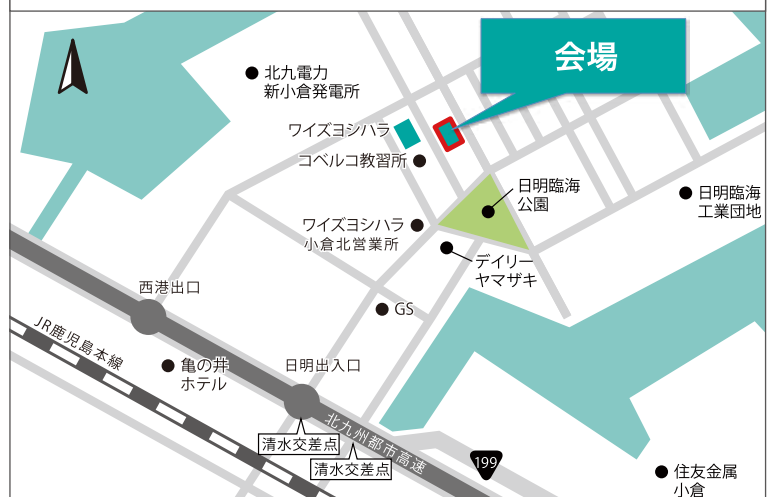 会場
北九電力
新小倉発電所
ワイズヨシハラ
コベルコ教習所
日明臨海
公園
日明臨海
工業団地
ワイズヨシハラ
小倉北営業所
デイリー
ヤマザキ
西港出口
GS
JR鹿児島本線
亀の井
ホテル
日明出入口
北九州都市高速
清水交差点
清水交差点
199
住友金属
小倉